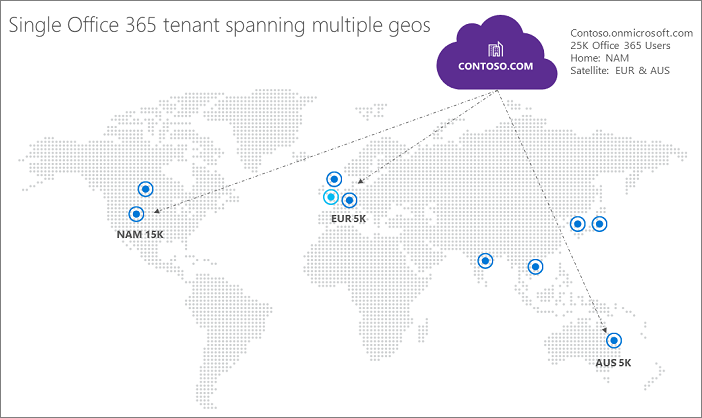 Single Office 365 tenant spanning multiple geos
CONTOSO.COM
Contoso.onmicrosoft.com
25K Office 365 Users
Home: NAM
Satellite: EUR & AUS
NAM 15K
EUR 5K
AUS 5K